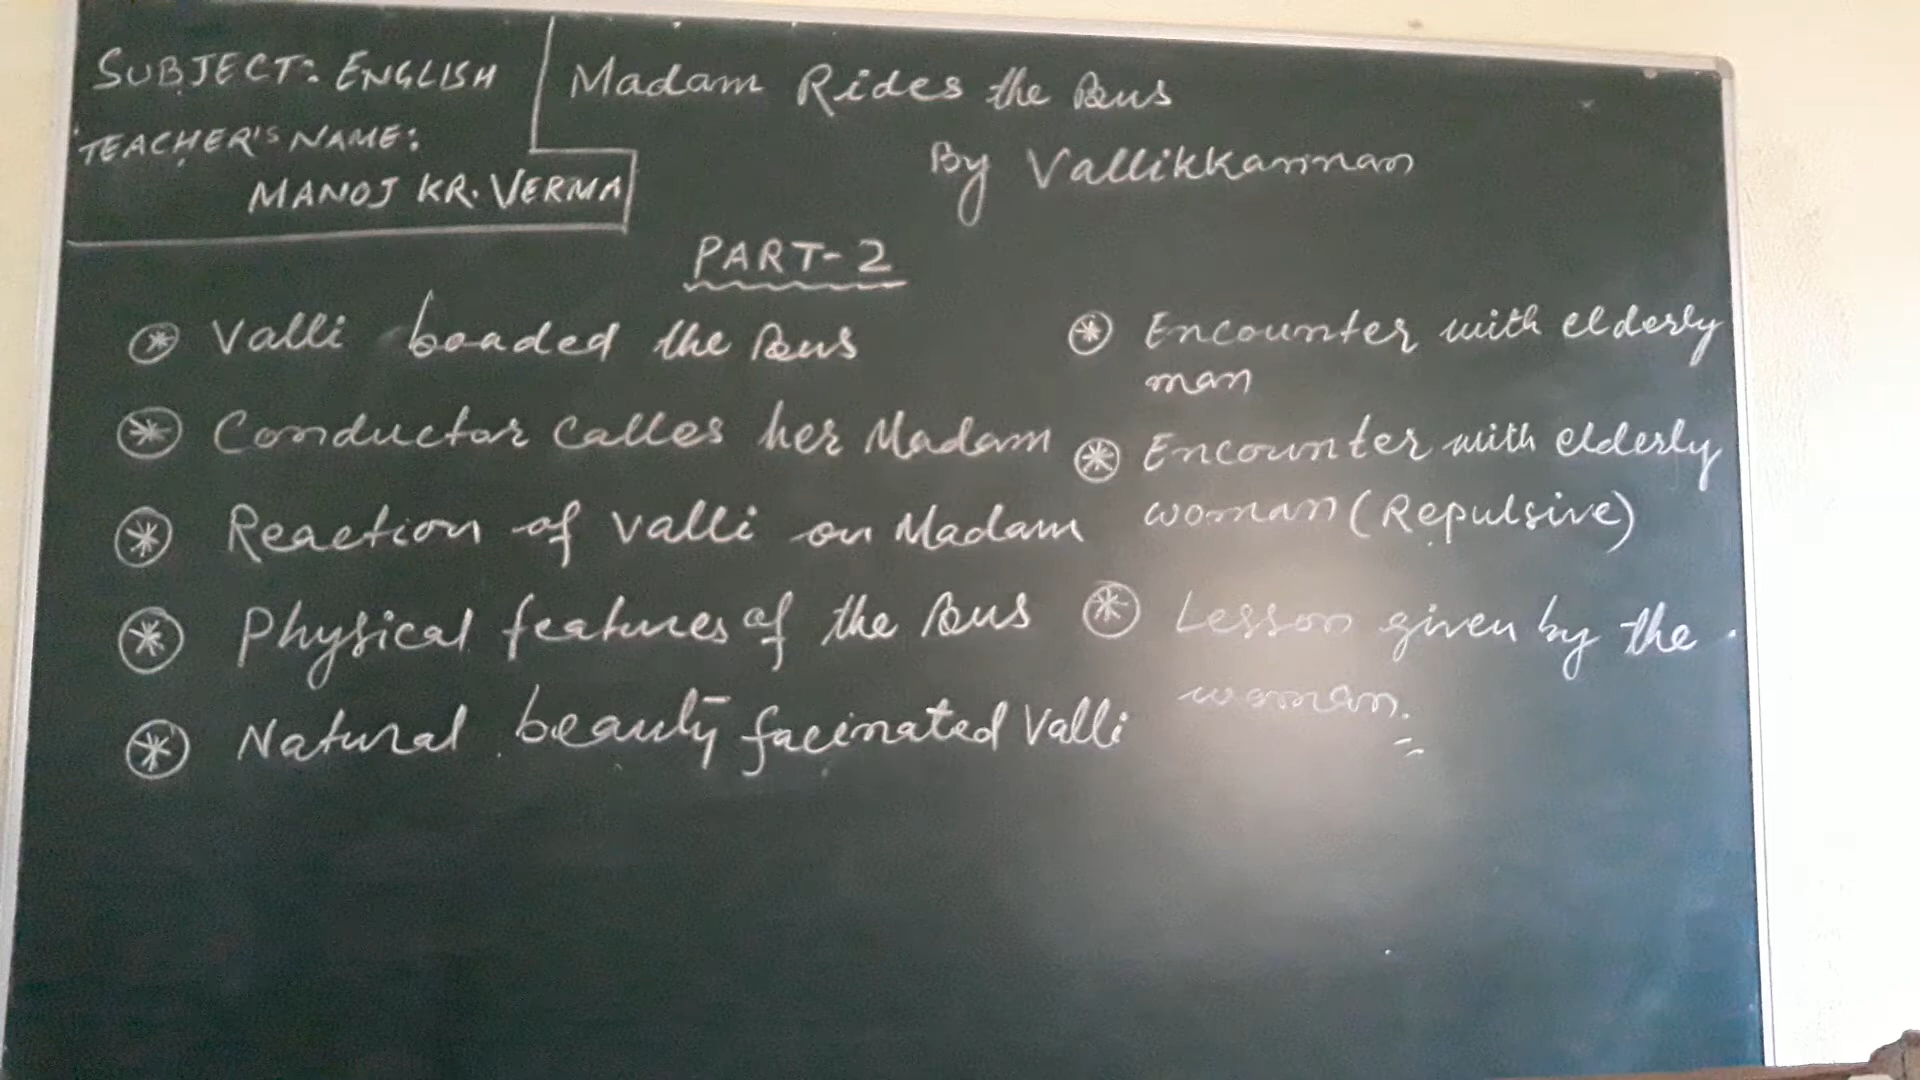 SUBJECT: ENGLISH
TEACHER'S NAME:
MANOJ KR. VERMA
Madam Rides the Bus
By Vallikkannan
PART-2
Valli boaded the Bus
Conductor calles her Madam
Reaction of Valli on Madam
Physical features of the Bus
Natural beauty facinated Valli
Encounter with elderly
man
Encounter with elderly
woman (Repulsive)
Lesson given by the
woman.